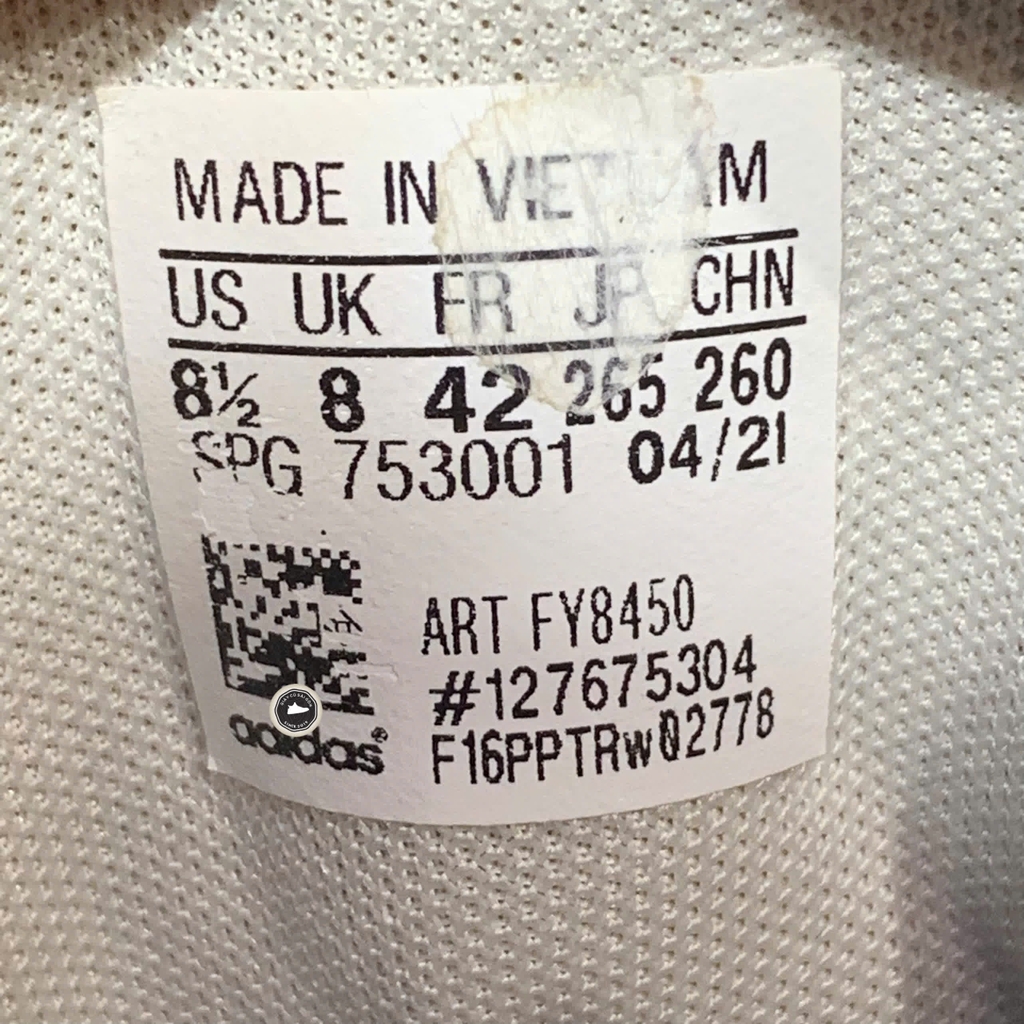 MADE IN VIETNAM
US UK FR JP CHN
8½ 8 42 265 260
SPG 753001 04/21
ART FY8450
#127675304
F16PPTRW02778
adidas®